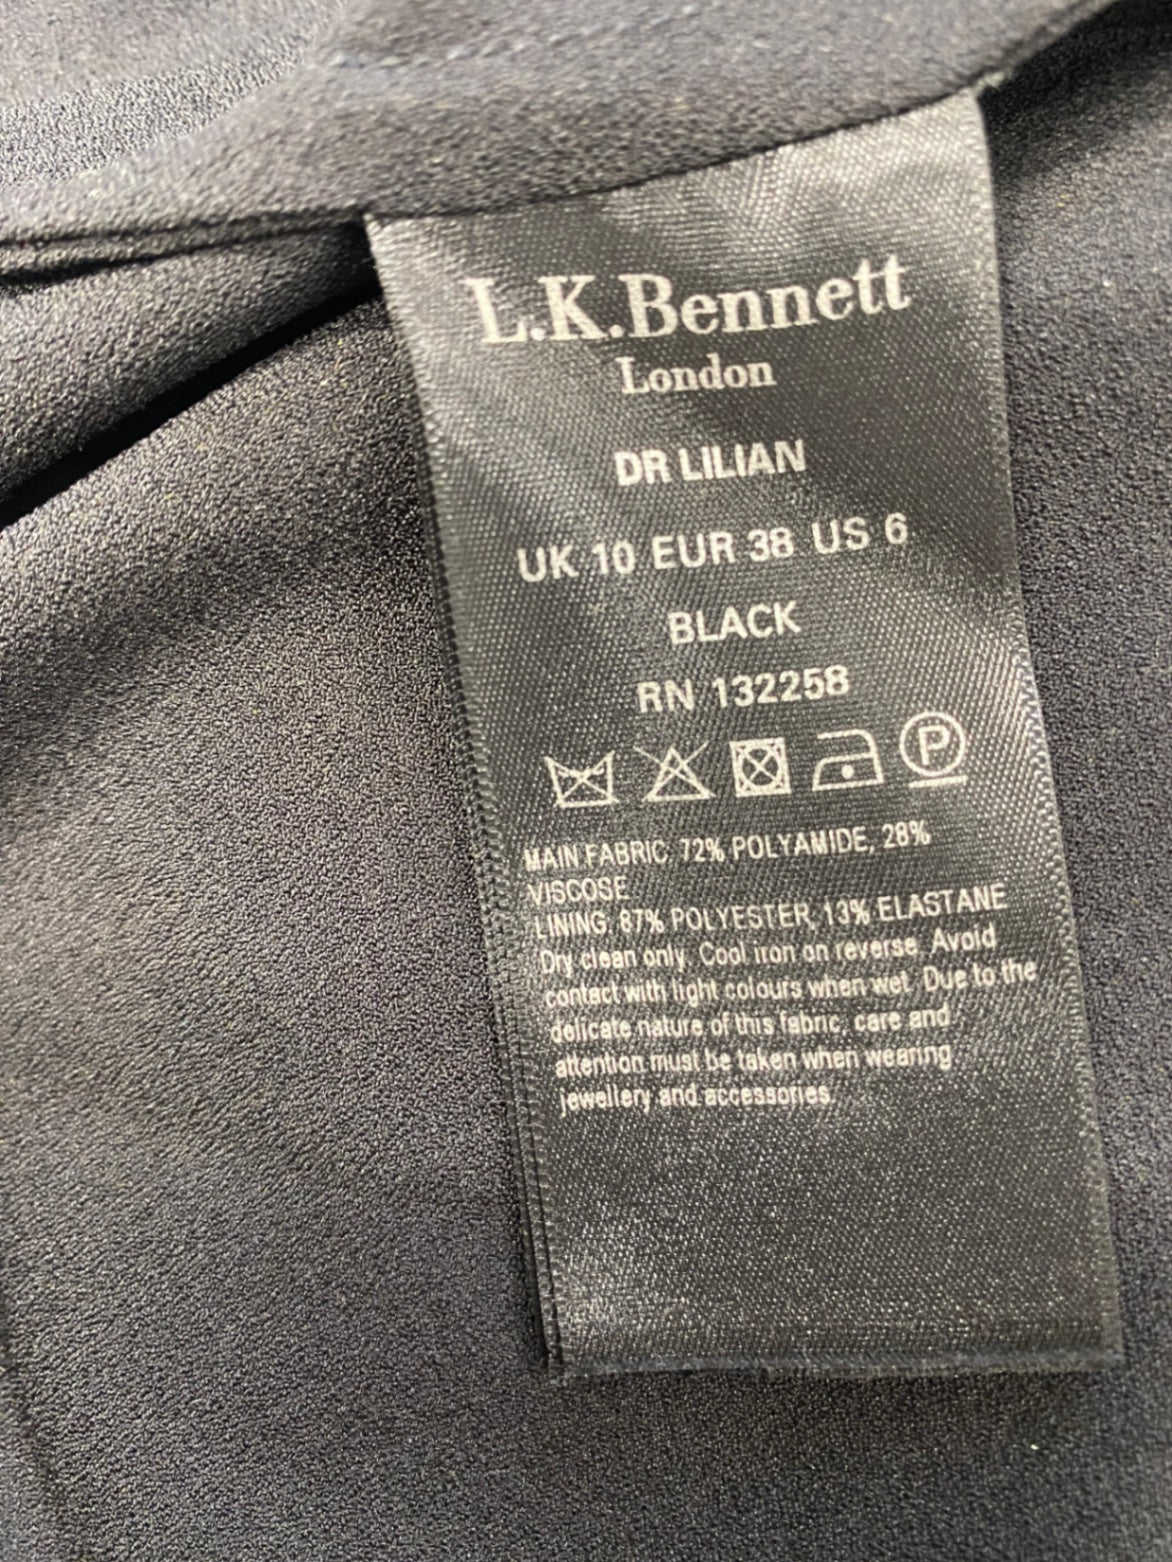 L.K.Bennett
London
DR LILIAN
UK 10 EUR 38 US 6
BLACK
RN 132258
P
MAIN FABRIC: 72% POLYAMIDE, 28%
VISCOSE
LINING: 87% POLYESTER, 13% ELASTANE
Dry clean only. Cool iron on reverse. Avoid
contact with light colours when wet. Due to the
delicate nature of this fabric, care and
attention must be taken when wearing
jewellery and accessories.